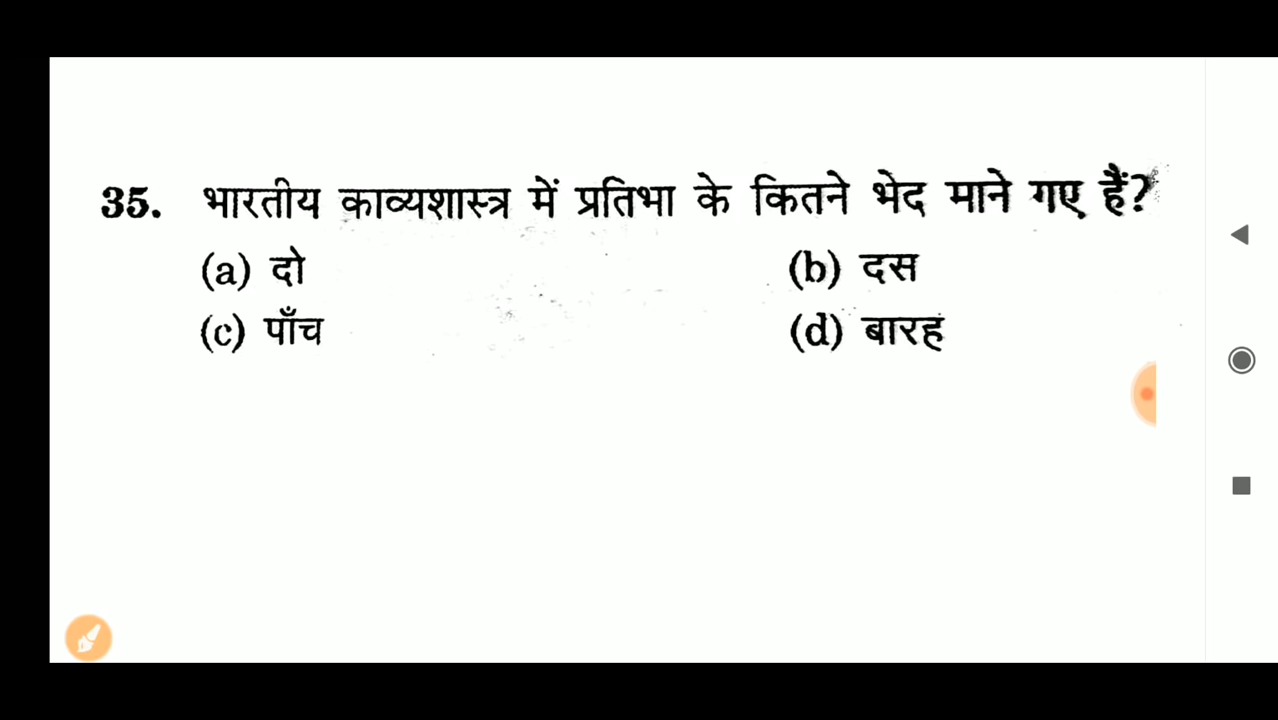 35. भारतीय काव्यशास्त्र में प्रतिभा के कितने भेद माने गए हैं?
(a) दो (b) दस
(c) पाँच (d) बारह